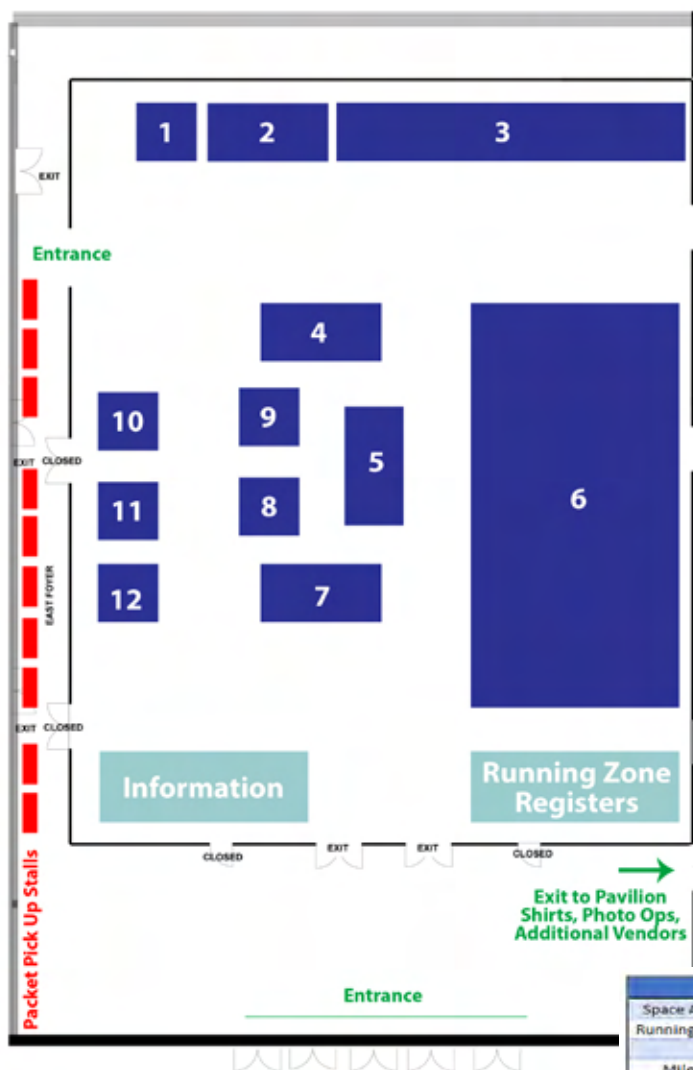 1 2 3
EXIT
Entrance
4
10 9 5
EXIT CLOSED
6
11 8
EAST FOYER
12 7
EXIT CLOSED
Information
Running Zone
Registers
CLOSED EXIT EXIT CLOSED
Packet Pick Up Stalls
Exit to Pavilion
Shirts, Photo Ops,
Additional Vendors
Entrance
Space
Running